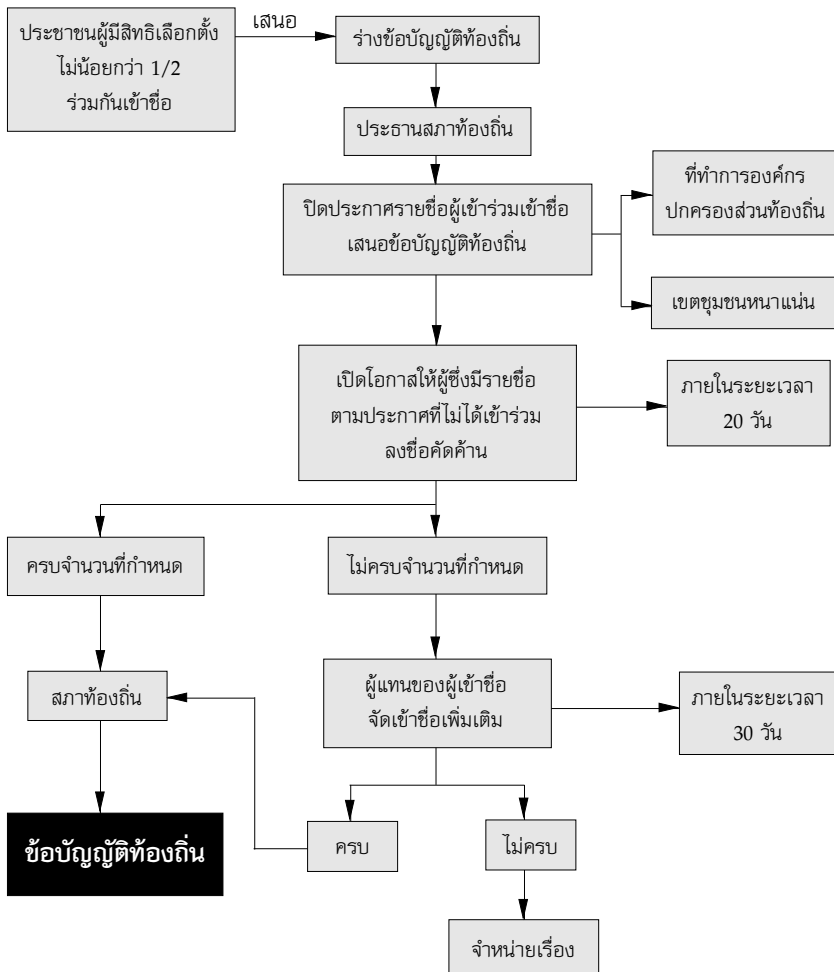 ประชาชนผู้มีสิทธิเลือกตั้ง
ไม่น้อยกว่า 1/2
ร่วมกันเข้าชื่อ
เสนอ
ร่างข้อบัญญัติท้องถิ่น
ประธานสภาท้องถิ่น
ปิดประกาศรายชื่อผู้เข้าร่วมเข้าชื่อ
เสนอข้อบัญญัติท้องถิ่น
ที่ทำการองค์กร
ปกครองส่วนท้องถิ่น
เขตชุมชนหนาแน่น
เปิดโอกาสให้ผู้ซึ่งมีรายชื่อ
ตามประกาศที่ไม่ได้เข้าร่วม
ลงชื่อคัดค้าน
ภายในระยะเวลา
20 วัน
ครบจำนวนที่กำหนด
ไม่ครบจำนวนที่กำหนด
สภาท้องถิ่น
ผู้แทนของผู้เข้าชื่อ
จัดเข้าชื่อเพิ่มเติม
ภายในระยะเวลา
30 วัน
ข้อบัญญัติท้องถิ่น
ครบ
ไม่ครบ
จำหน่ายเรื่อง